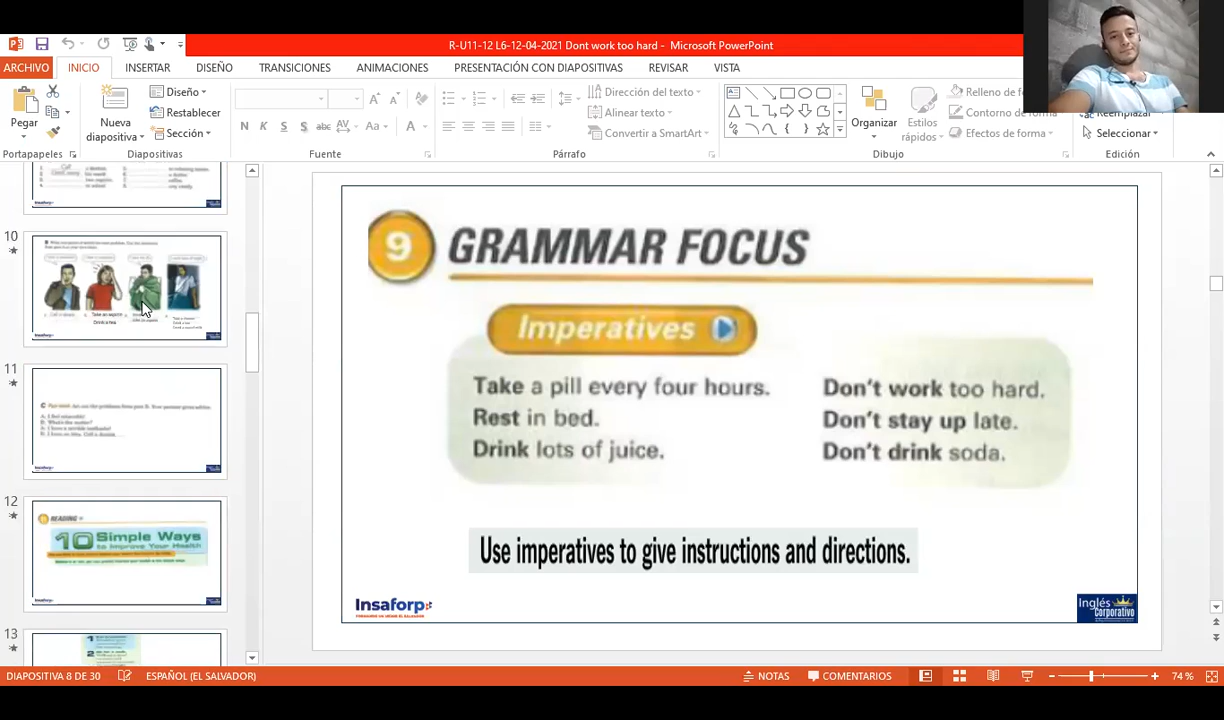 R-U11-12 L6-12-04-2021 Dont work too hard - Microsoft PowerPoint
ARCHIVO INICIO INSERTAR DISEÑO TRANSICIONES ANIMACIONES PRESENTACIÓN CON DIAPOSITIVAS REVISAR VISTA
Pegar
Nueva diapositiva
Diseño
Restablecer
Sección
N K S S abc AV Aa A
Dirección del texto
Alinear texto
Convertir a SmartArt
Organizar
Estilos rápidos
Relleno de
Contorno de
Efectos de forma
Reemplazar
Seleccionar
Portapapeles Diapositivas Fuente Párrafo Dibujo Edición
Insaforp
10
11
12
READING
10 Simple Ways
to Improve Your Health
13
9 GRAMMAR FOCUS
Imperatives
Take a pill every four hours. Don't work too hard.
Rest in bed. Don't stay up late.
Drink lots of juice. Don't drink soda.
Use imperatives to give instructions and directions.
Insaforp
Inglés
Corporativo
DIAPOSITIVA 8 DE 30 ESPAÑOL (EL SALVADOR) NOTAS COMENTARIOS 74 %